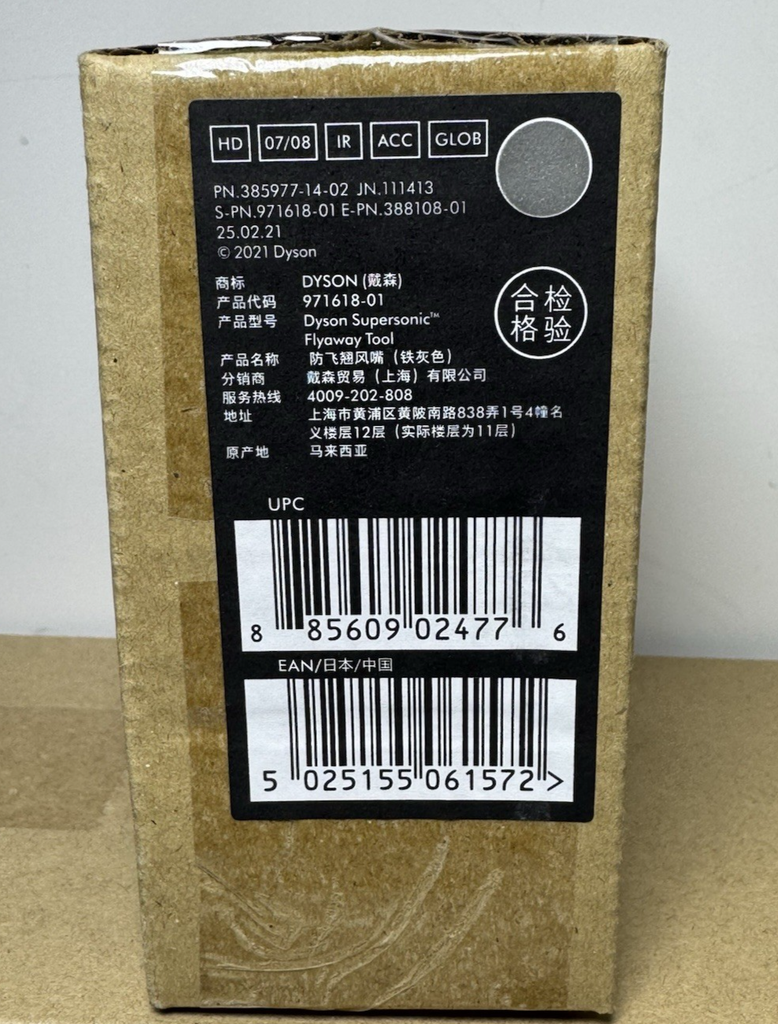 HD 07/08 IR ACC GLOB
PN.385977-14-02 JN.111413
S-PN.971618-01 E-PN.388108-01
25.02.21
© 2021 Dyson
商标 DYSON (戴森)
产品代码 971618-01
产品型号 Dyson Supersonic™
Flyaway Tool
产品名称 防飞翘风嘴（铁灰色）
分销商 戴森贸易（上海）有限公司
服务热线 4009-202-808
地址 上海市黄浦区黄陂南路838弄1号4幢名
义楼层12层（实际楼层为11层）
原产地 马来西亚
合检
格验
UPC
8 85609 02477 6
EAN/日本/中国
5 025155 061572 >